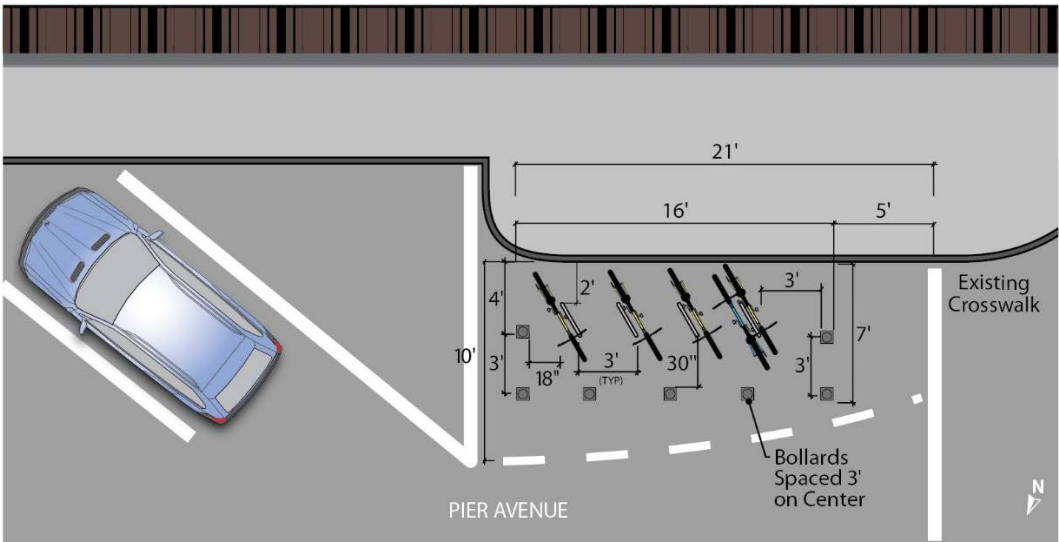 21'
16'
5'
4'
2'
3'
Existing
Crosswalk
7'
10'
3'
18"
3'
(TYP)
30"
3'
Bollards
Spaced 3'
on Center
PIER AVENUE
N